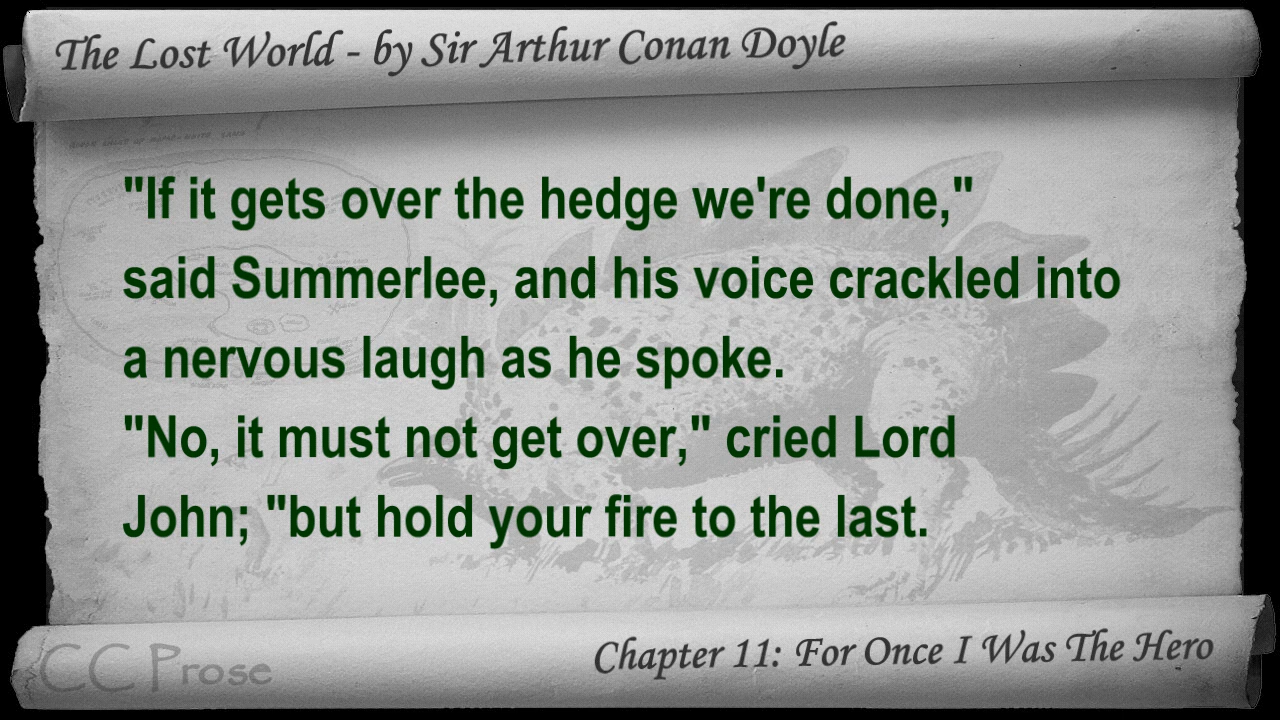 The Lost World - by Sir Arthur Conan Doyle
"If it gets over the hedge we're done,"
said Summerlee, and his voice crackled into
a nervous laugh as he spoke.
"No, it must not get over," cried Lord
John; "but hold your fire to the last.
CC Prose
Chapter 11: For Once I Was The Hero